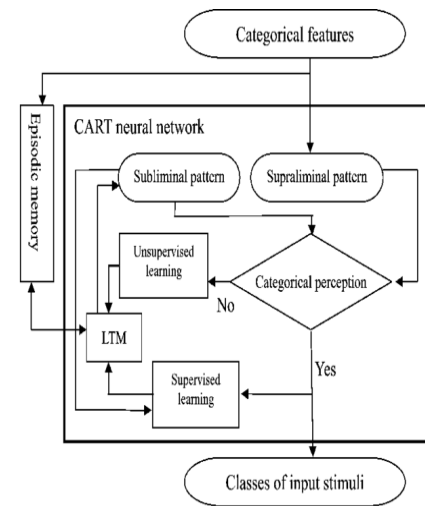 Categorical features
Episodic memory
CART neural network
Subliminal pattern
Supraliminal pattern
Unsupervised
learning
Categorical perception
No
LTM
Yes
Supervised
learning
Classes of input stimuli